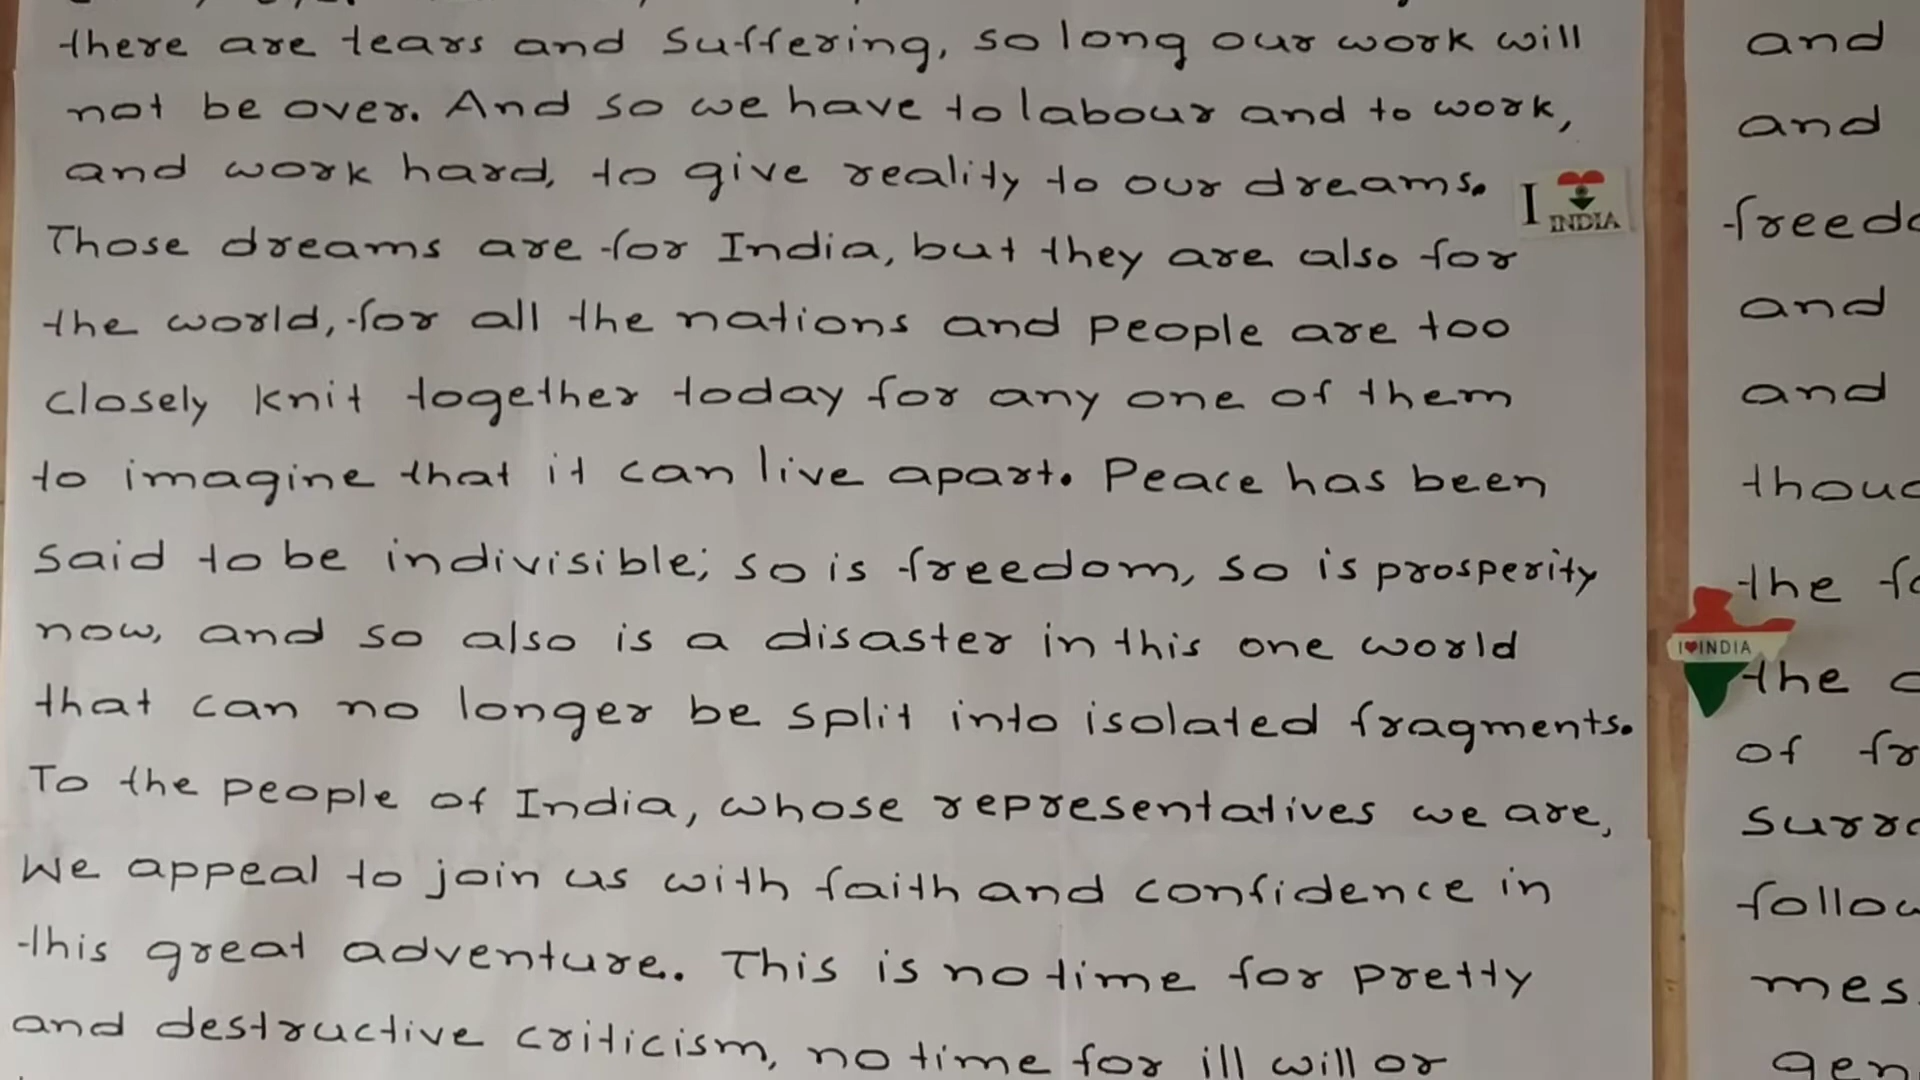 there are tears and suffering, so long our work will
not be over. And so we have to labour and to work,
and work hard, to give reality to our dreams.
I INDIA
Those dreams are for India, but they are also for
the world, for all the nations and people are too
closely knit together today for any one of them
to imagine that it can live apart. Peace has been
said to be indivisible; so is freedom, so is prosperity
now, and so also is a disaster in this one world
that can no longer be split into isolated fragments.
To the people of India, whose representatives we are,
We appeal to join us with faith and confidence in
this great adventure. This is no time for pretty
and destructive criticism, no time for ill will or
and
and
and
and
the
I♥INDIA
the
of